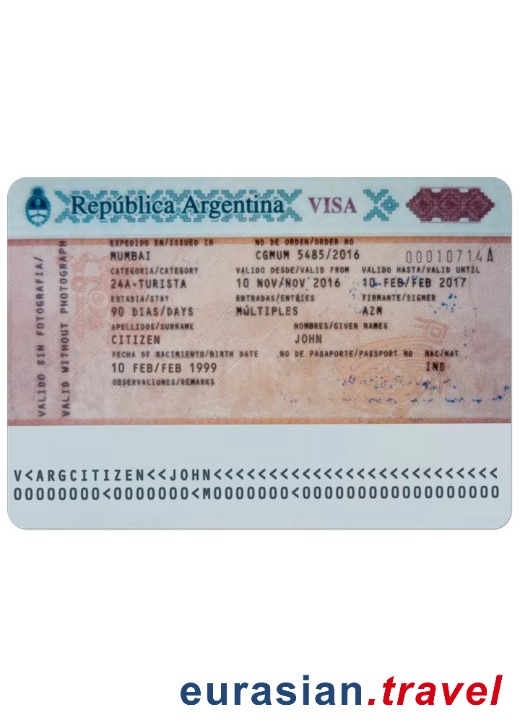 República Argentina VISA
EXPEDIDO EN/ISSUED IN NO DE ORDEN/ORDER NO
MUMBAI CGMUM 5485/2016 00010714A
CATEGORIA/CATEGORY VALIDO DESDE/VALID FROM VALIDO HASTA/VALID UNTIL
24A-TURISTA 10 NOV/NOV 2016 10 FEB/FEB 2017
ESTADIA/STAY ENTRADAS/ENTRIES FIRMANTE/SIGNER
90 DIAS/DAYS MúLTIPLES AZM
APELLIDOS/SURNAME NOMBRES/GIVEN NAMES
CITIZEN JOHN
FECHA DE NACIMIENTO/BIRTH DATE .NO DE PASAPORTE/PASSPORT NO NAC/NAT
10 FEB/FEB 1999 IND
OBSERVACIONES/REMARKS
VALIDO SIN FOTOGRAFIA/
VALID WITHOUT PHOTOGRAPH
V<ARGCITIZEN<<JOHN<<<<<<<<<<<<<<<<<<<<<<<<<<
00000000<0000000<M0000000<000000000000000000
eurasian.travel